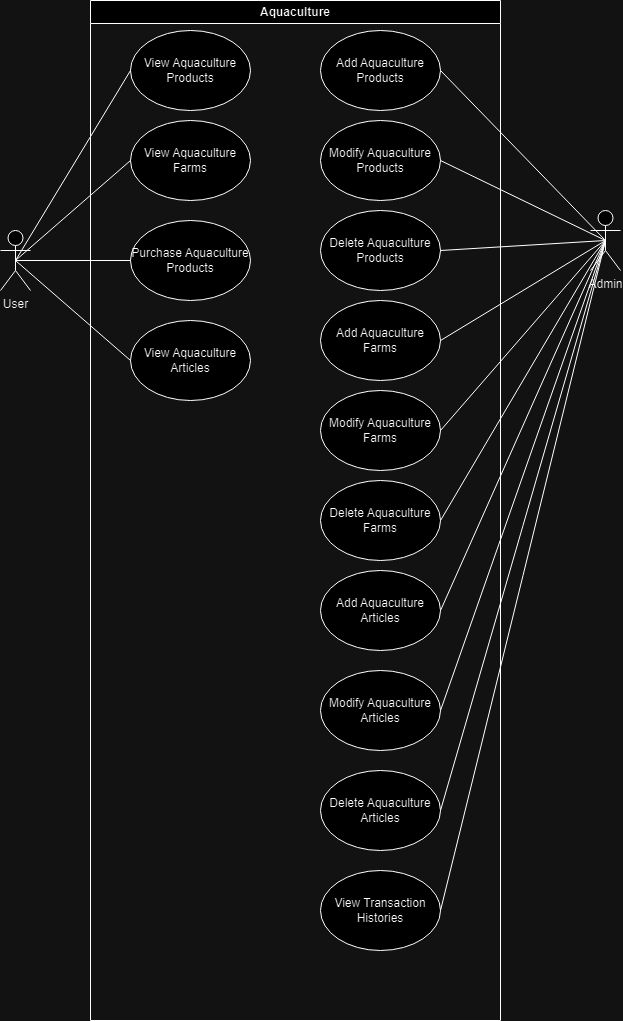 Aquaculture
View Aquaculture
Products
View Aquaculture
Farms
Purchase Aquaculture
Products
View Aquaculture
Articles
Add Aquaculture
Products
Modify Aquaculture
Products
Delete Aquaculture
Products
Add Aquaculture
Farms
Modify Aquaculture
Farms
Delete Aquaculture
Farms
Add Aquaculture
Articles
Modify Aquaculture
Articles
Delete Aquaculture
Articles
View Transaction
Histories
User
Admin